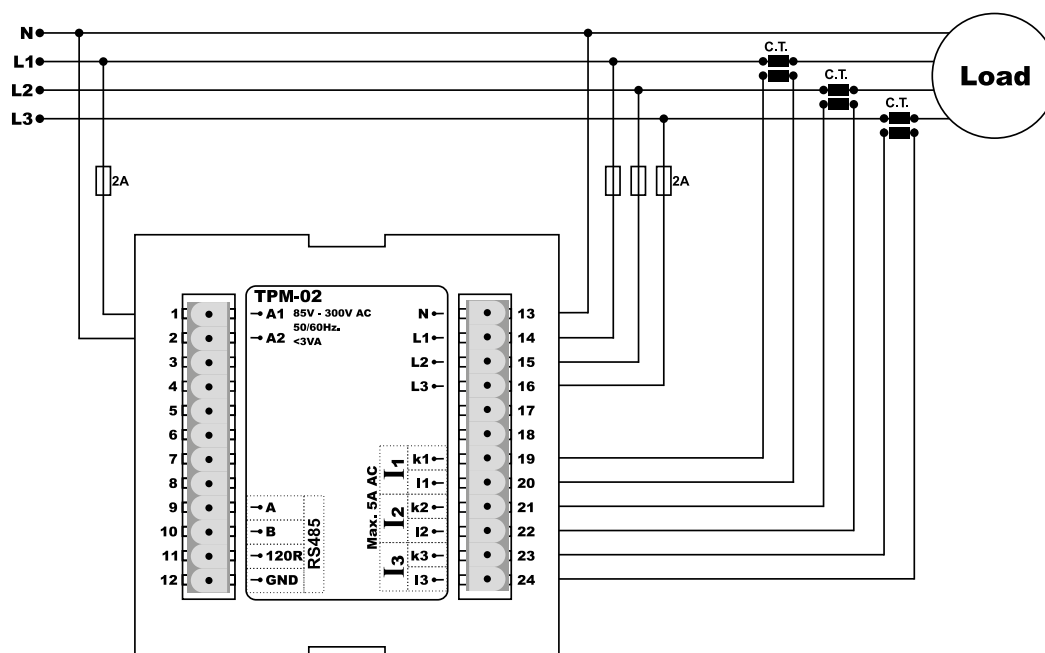 N
L1
L2
L3
C.T.
C.T.
C.T.
Load
2A
2A
TPM-02
A1 85V - 300V AC
50/60Hz.
A2 <3VA
1
2
3
4
5
6
7
8
9
10
11
12
A
B
120R
GND
RS485
N
L1
L2
L3
Max. 5A AC
I1
I2
I3
k1
l1
k2
l2
k3
l3
13
14
15
16
17
18
19
20
21
22
23
24